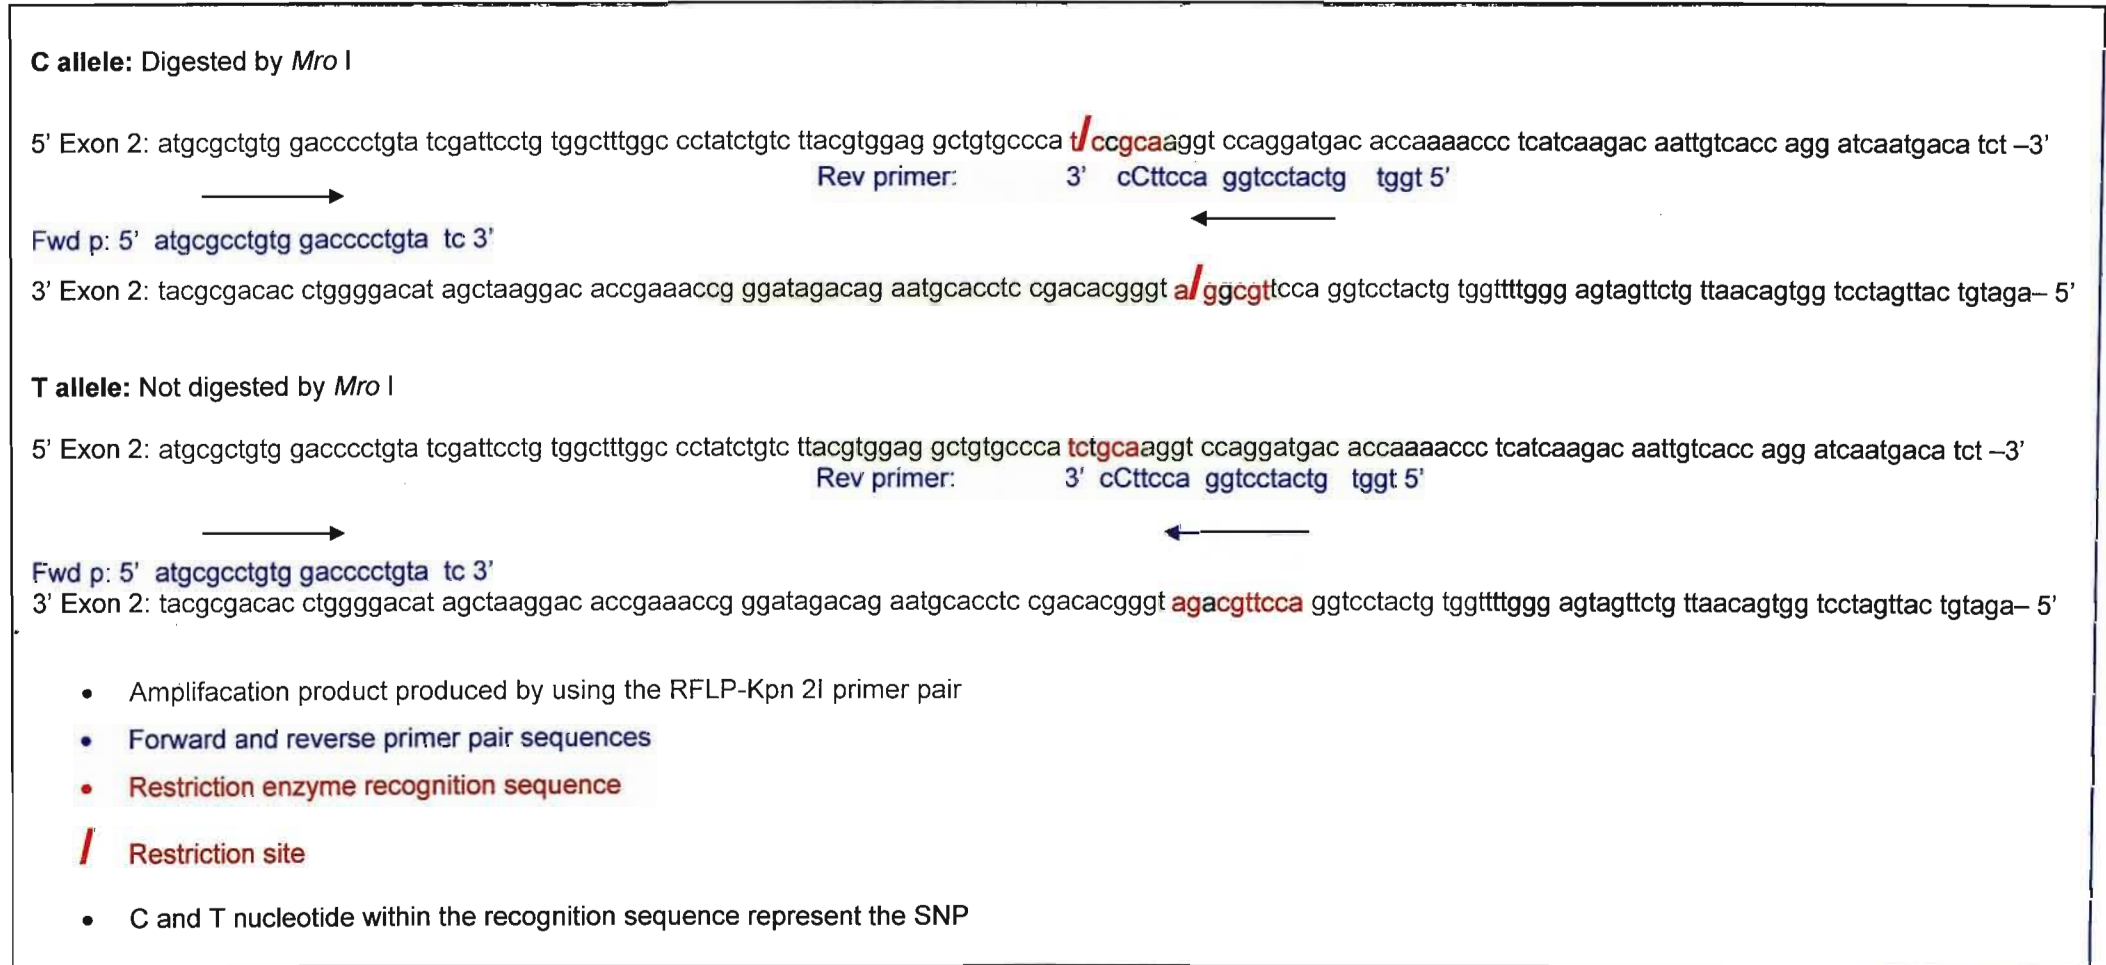 C allele: Digested by Mro I
5' Exon 2: atgcgctgtg gacccctgta tcgattcctg tggctttggc cctatctgtc ttacgtggag gctgtgccca t/ccgcaaggt ccaggatgac accaaaaccc tcatcaagac aattgtcacc agg atcaatgaca tct –3'
Rev primer: 3' cCttcca ggtcctactg tggt 5'
Fwd p: 5' atgcgcctgtg gacccctgta tc 3'
3' Exon 2: tacgcgacac ctggggacat agctaaggac accgaaaccg ggatagacag aatgcacctc cgacacgggt a/ggcgttcca ggtcctactg tggttttggg agtagttctg ttaacagtgg tcctagttac tgtaga– 5'
T allele: Not digested by Mro I
5' Exon 2: atgcgctgtg gacccctgta tcgattcctg tggctttggc cctatctgtc ttacgtggag gctgtgccca tctgcaaggt ccaggatgac accaaaaccc tcatcaagac aattgtcacc agg atcaatgaca tct –3'
Rev primer: 3' cCttcca ggtcctactg tggt 5'
Fwd p: 5' atgcgcctgtg gacccctgta tc 3'
3' Exon 2: tacgcgacac ctggggacat agctaaggac accgaaaccg ggatagacag aatgcacctc cgacacgggt agacgttcca ggtcctactg tggttttggg agtagttctg ttaacagtgg tcctagttac tgtaga– 5'
• Amplifacation product produced by using the RFLP-Kpn 2I primer pair
• Forward and reverse primer pair sequences
• Restriction enzyme recognition sequence
/ Restriction site
• C and T nucleotide within the recognition sequence represent the SNP